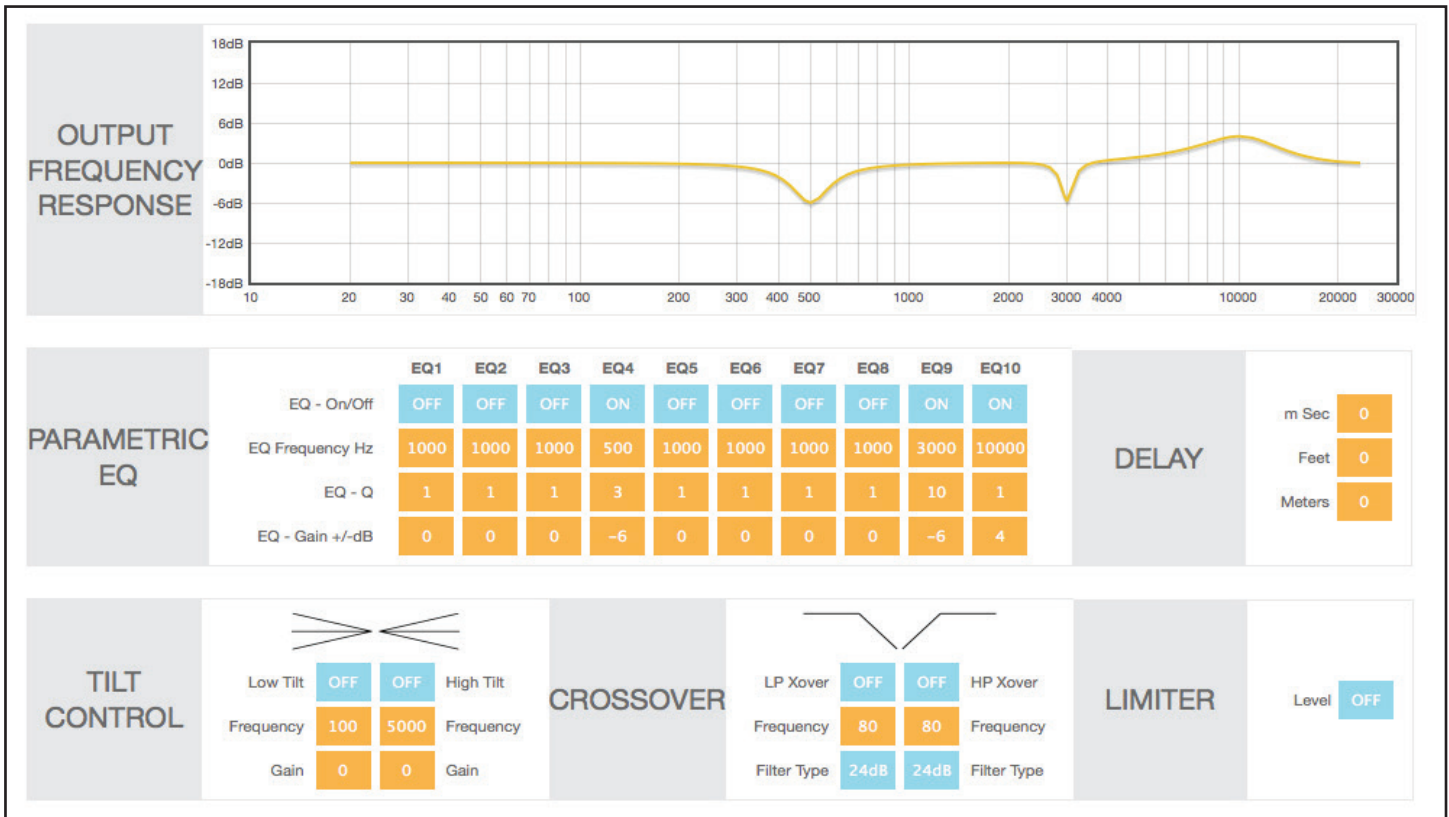 OUTPUT
FREQUENCY
RESPONSE
18dB
12dB
6dB
0dB
-6dB
-12dB
-18dB
10 20 30 40 50 60 70 100 200 300 400 500 1000 2000 3000 4000 10000 20000 30000
PARAMETRIC
EQ
EQ1 EQ2 EQ3 EQ4 EQ5 EQ6 EQ7 EQ8 EQ9 EQ10
EQ - On/Off OFF OFF OFF ON OFF OFF OFF OFF ON ON
EQ Frequency Hz 1000 1000 1000 500 1000 1000 1000 1000 3000 10000
EQ - Q 1 1 1 3 1 1 1 1 10 1
EQ - Gain +/-dB 0 0 0 -6 0 0 0 0 -6 4
DELAY
m Sec 0
Feet 0
Meters 0
TILT
CONTROL
Low Tilt OFF OFF High Tilt
Frequency 100 5000 Frequency
Gain 0 0 Gain
CROSSOVER
LP Xover OFF OFF HP Xover
Frequency 80 80 Frequency
Filter Type 24dB 24dB Filter Type
LIMITER
Level OFF